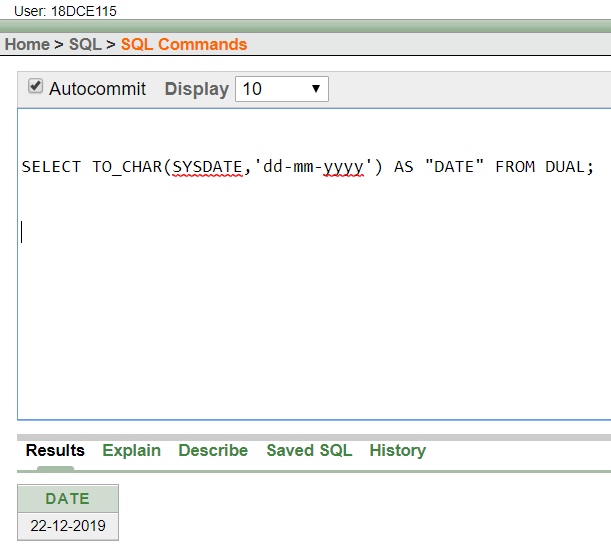 User: 18DCE115
Home > SQL > SQL Commands
Autocommit Display 10
SELECT TO_CHAR(SYSDATE,'dd-mm-yyyy') AS "DATE" FROM DUAL;
Results Explain Describe Saved SQL History
DATE
22-12-2019